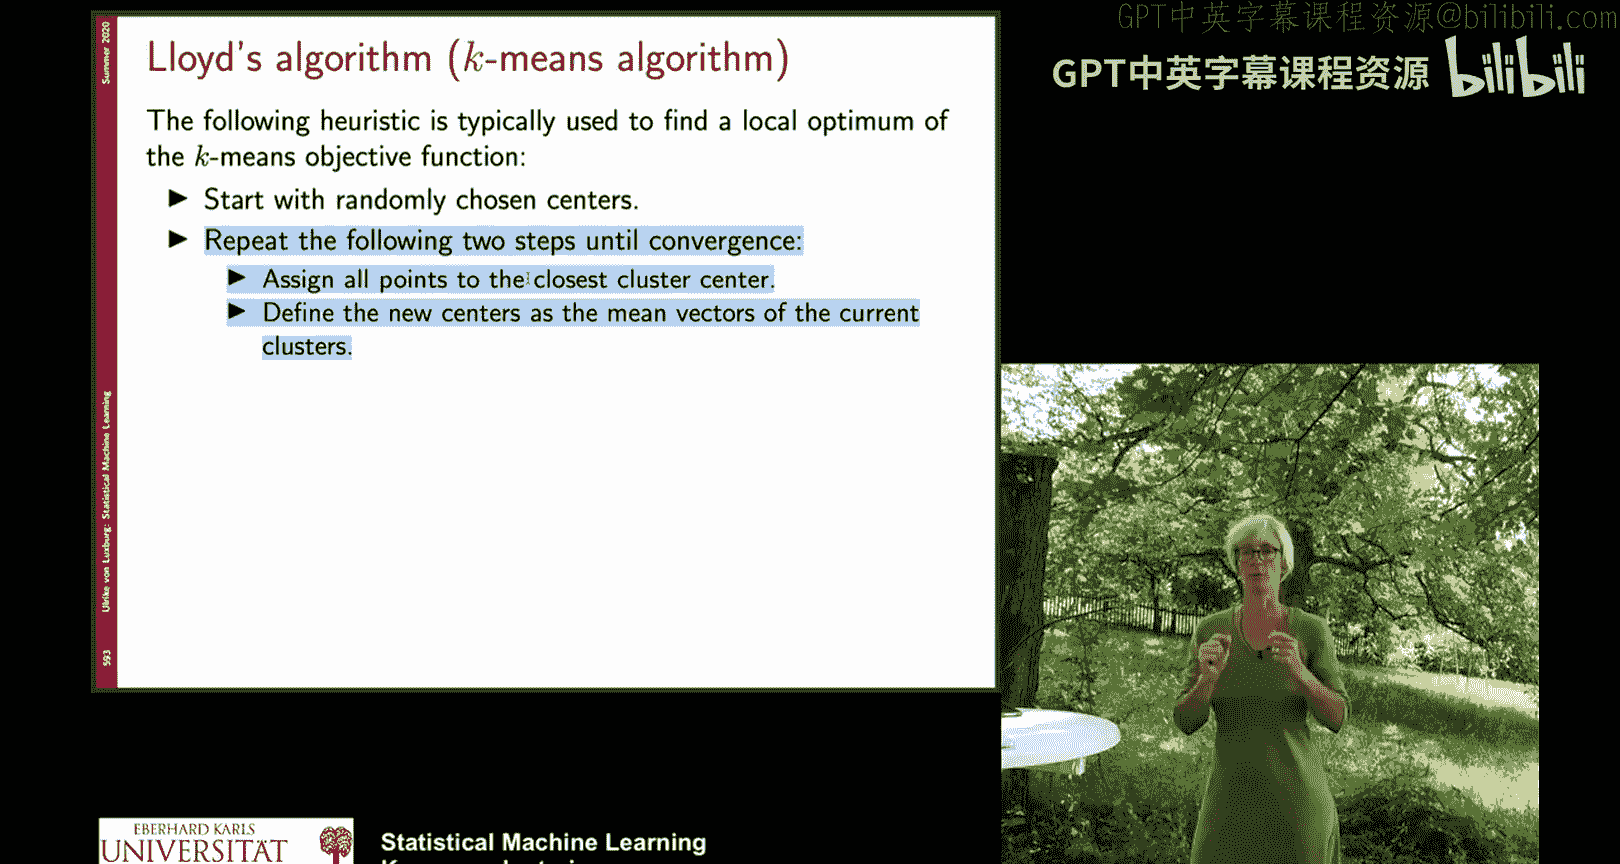 GPT中英字幕课程资源@bilibili.com
GPT中英字幕课程资源 bilibili
Summer 2020
Lloyd's algorithm (k-means algorithm)
The following heuristic is typically used to find a local optimum of
the k-means objective function:
► Start with randomly chosen centers.
► Repeat the following two steps until convergence:
► Assign all points to the closest cluster center.
► Define the new centers as the mean vectors of the current
clusters.
Ulrike von Luxburg: Statistical Machine Learning
593
EBERHARD KARLS
UNIVERSITÄT
Statistical Machine Learning